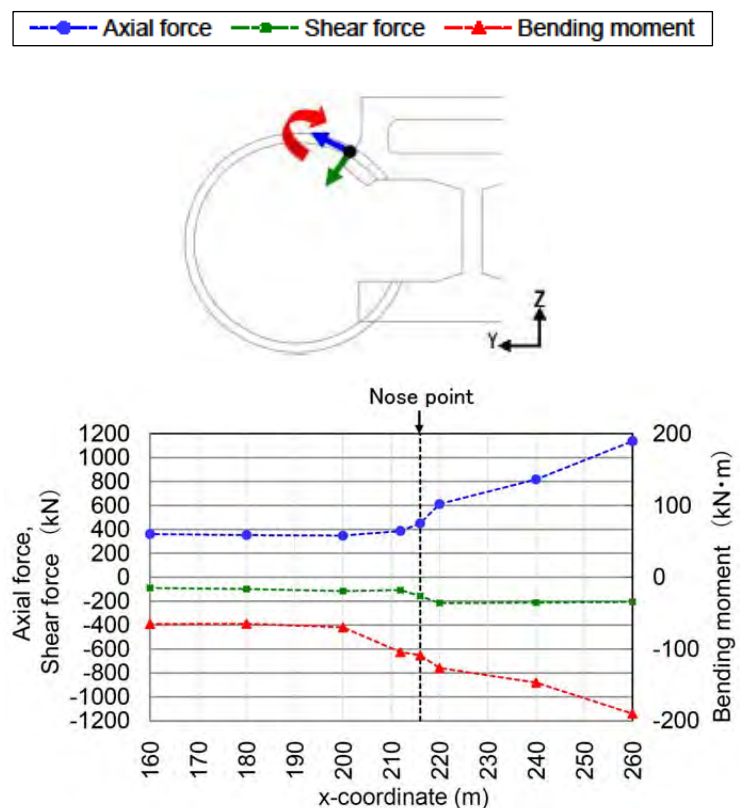 Axial force Shear force Bending moment
Z
Y
Nose point
1200
1000
800
600
400
200
0
-200
-400
-600
-800
-1000
-1200
Axial force,
Shear force (kN)
200
100
0
-100
-200
Bending moment (kN·m)
160 170 180 190 200 210 220 230 240 250 260
x-coordinate (m)